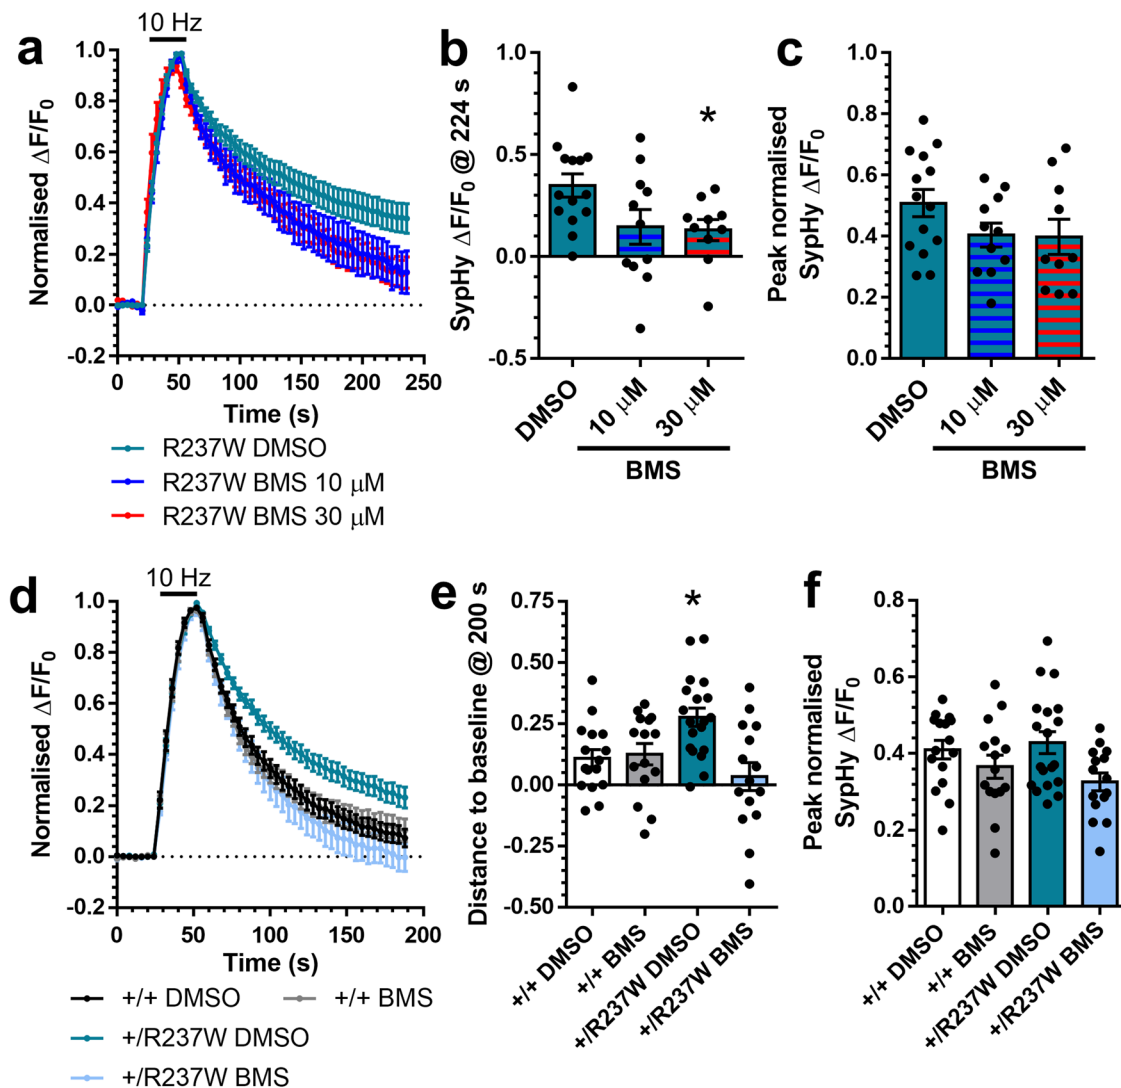 a
10 Hz
Normalised ΔF/F₀
1.0
0.8
0.6
0.4
0.2
0.0
-0.2
0
50
100
150
200
250
Time (s)
R237W DMSO
R237W BMS 10 μM
R237W BMS 30 μM
b
SypHy ΔF/F₀ @ 224 s
1.0
0.5
0.0
-0.5
*
DMSO
10 μM
30 μM
BMS
c
Peak normalised
SypHy ΔF/F₀
1.0
0.8
0.6
0.4
0.2
0.0
DMSO
10 μM
30 μM
BMS
d
10 Hz
Normalised ΔF/F₀
1.0
0.8
0.6
0.4
0.2
0.0
-0.2
0
50
100
150
200
Time (s)
+/+ DMSO
+/+ BMS
+/R237W DMSO
+/R237W BMS
e
Distance to baseline @ 200 s
0.75
0.50
0.25
0.00
-0.25
-0.50
*
+/+ DMSO
+/+ BMS
+/R237W DMSO
+/R237W BMS
f
Peak normalised
SypHy ΔF/F₀
0.8
0.6
0.4
0.2
0.0
+/+ DMSO
+/+ BMS
+/R237W DMSO
+/R237W BMS